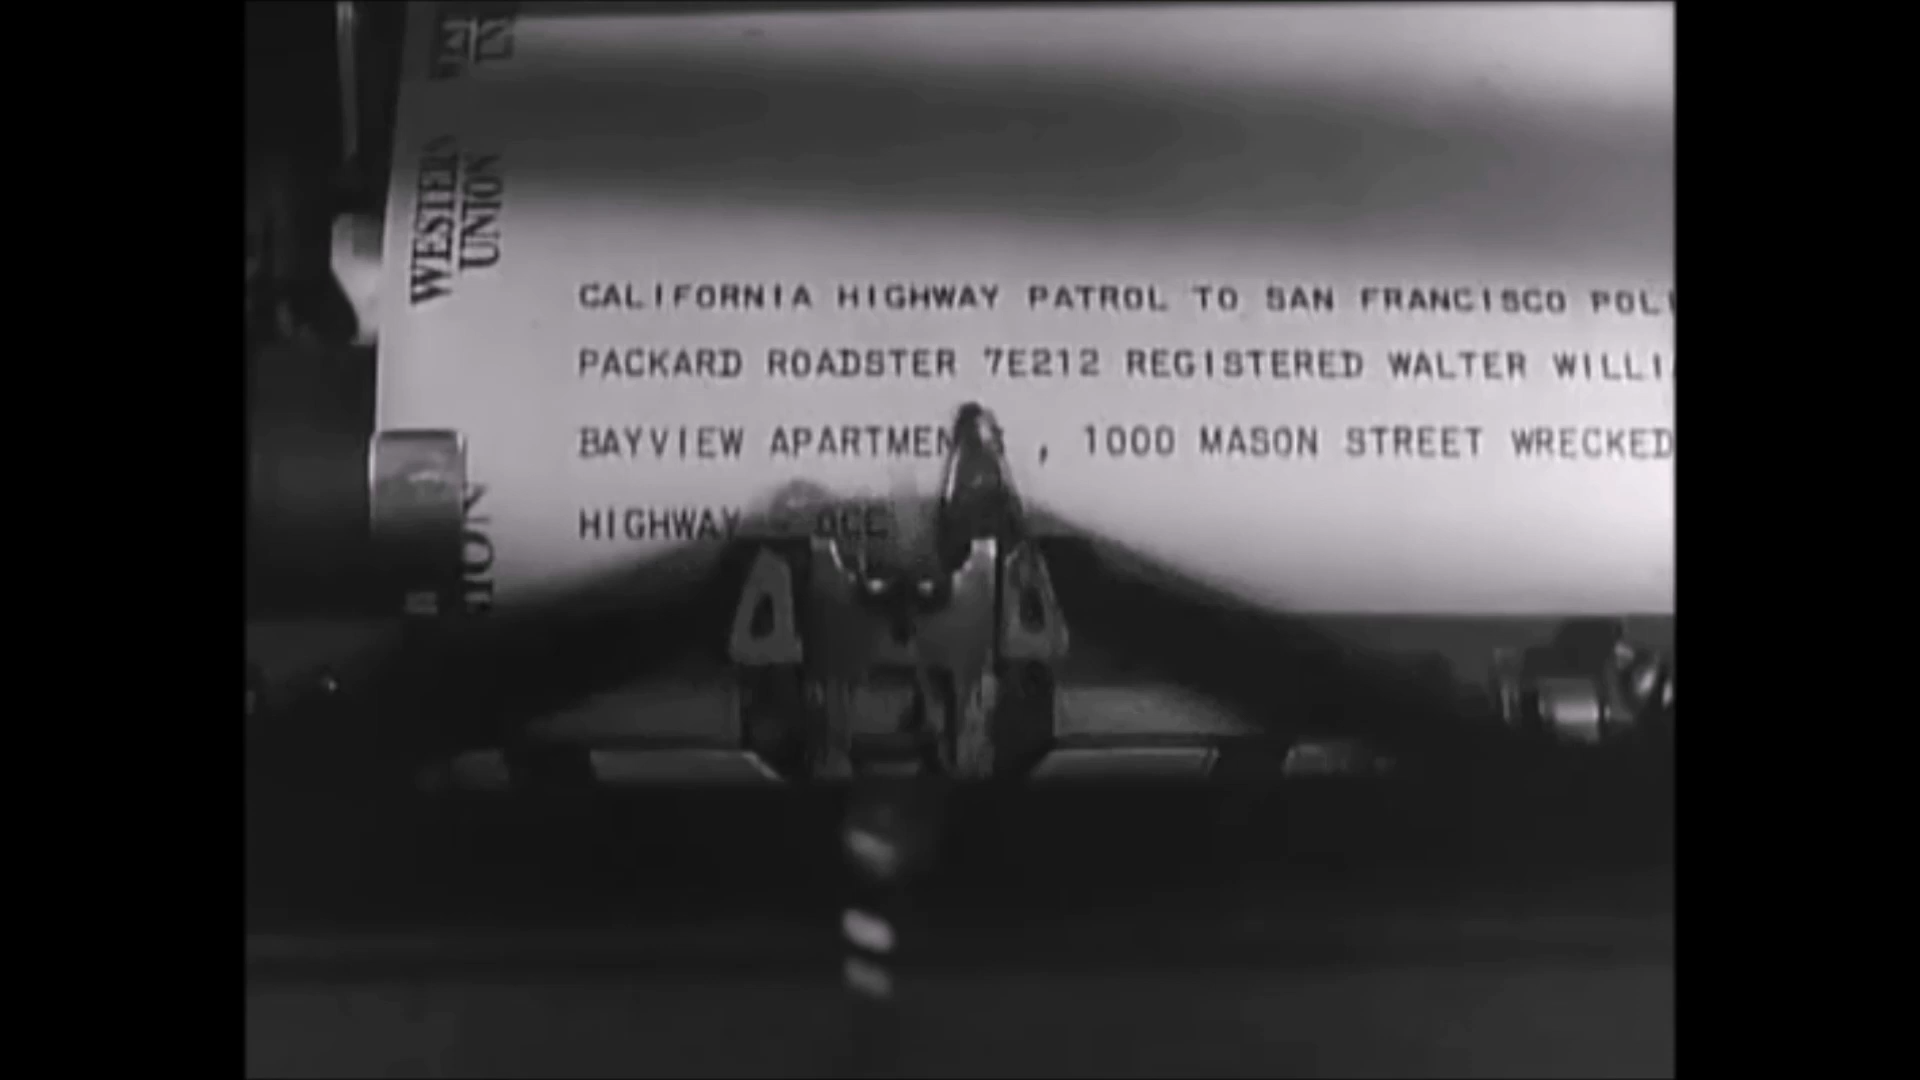 WESTERN
UNION
CALIFORNIA HIGHWAY PATROL TO SAN FRANCISCO
PACKARD ROADSTER 7E212 REGISTERED WALTER
BAYVIEW , 1000 MASON STREET WRECKED
HIGHWAY